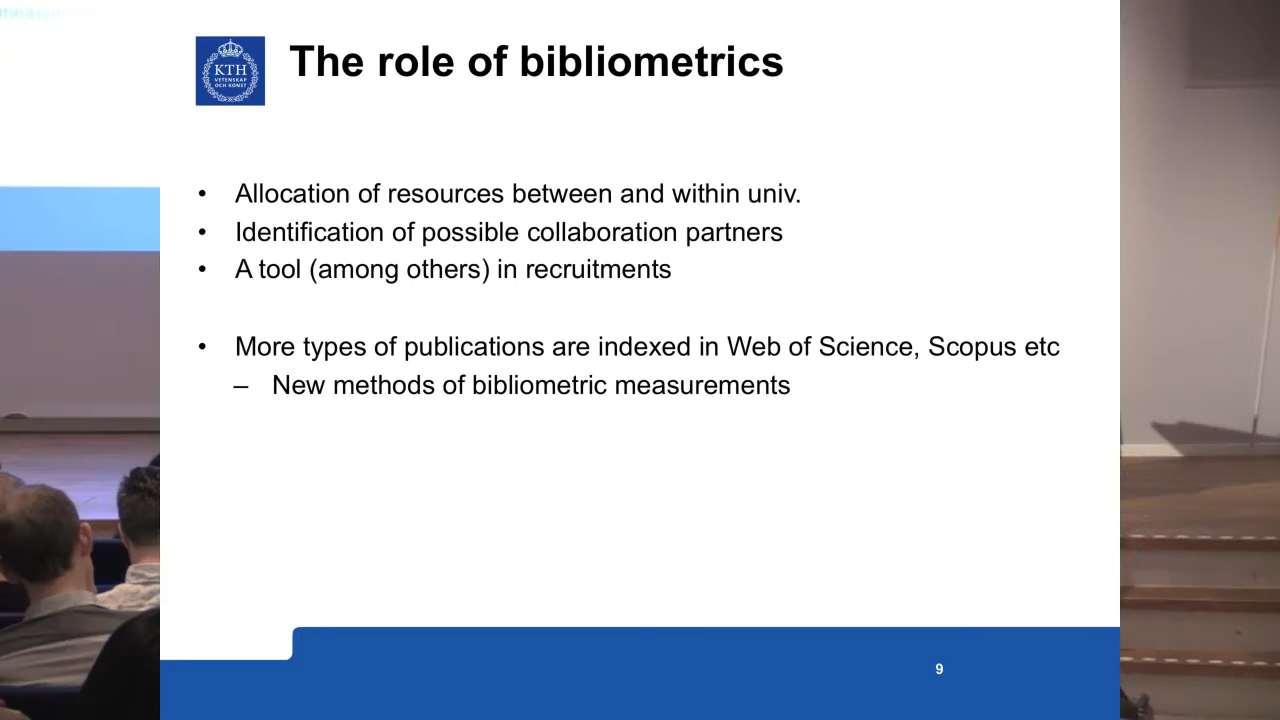 KTH
VETENSKAP
OCH KONST
The role of bibliometrics
• Allocation of resources between and within univ.
• Identification of possible collaboration partners
• A tool (among others) in recruitments
• More types of publications are indexed in Web of Science, Scopus etc
– New methods of bibliometric measurements
9